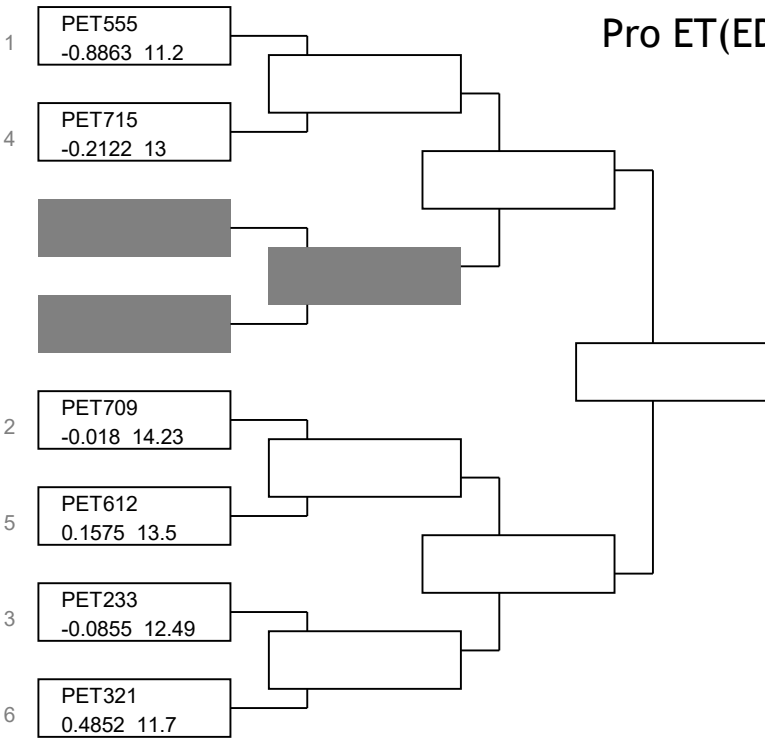 Pro ET(ED
1
PET555
-0.8863 11.2
4
PET715
-0.2122 13
2
PET709
-0.018 14.23
5
PET612
0.1575 13.5
3
PET233
-0.0855 12.49
6
PET321
0.4852 11.7